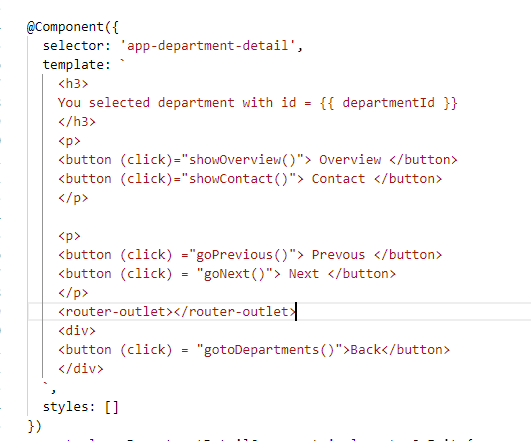 @Component({
selector: 'app-department-detail',
template: `
<h3>
You selected department with id = {{ departmentId }}
</h3>
<p>
<button (click)="showOverview()"> Overview </button>
<button (click)="showContact()"> Contact </button>
</p>
<p>
<button (click) ="goPrevious()"> Prevous </button>
<button (click) = "goNext()"> Next </button>
</p>
<router-outlet></router-outlet>
<div>
<button (click) = "gotoDepartments()">Back</button>
</div>
`,
styles: []
})